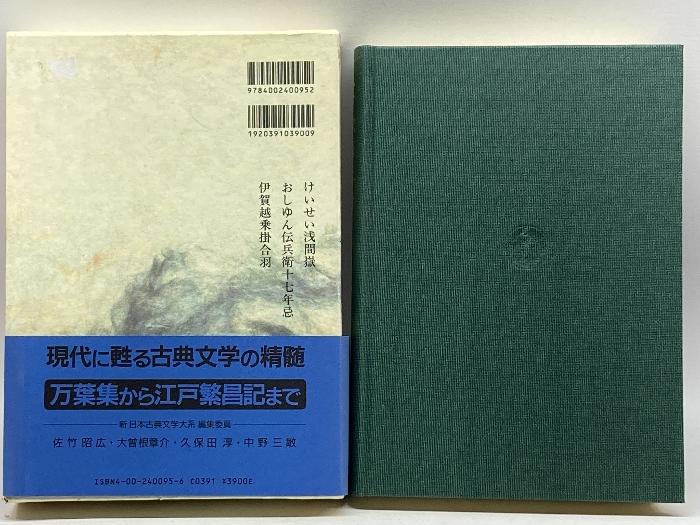 9784002400952
1920391039009
けいせい浅間嶽
おしゆん伝兵衛十七年忌
伊賀越乗掛合羽
現代に甦る古典文学の精髄
万葉集から江戸繁昌記まで
新日本古典文学大系 編集委員
佐竹昭広・大曾根章介・久保田淳・中野三敏
ISBN4-00-240095-6 C0391 ¥3900E